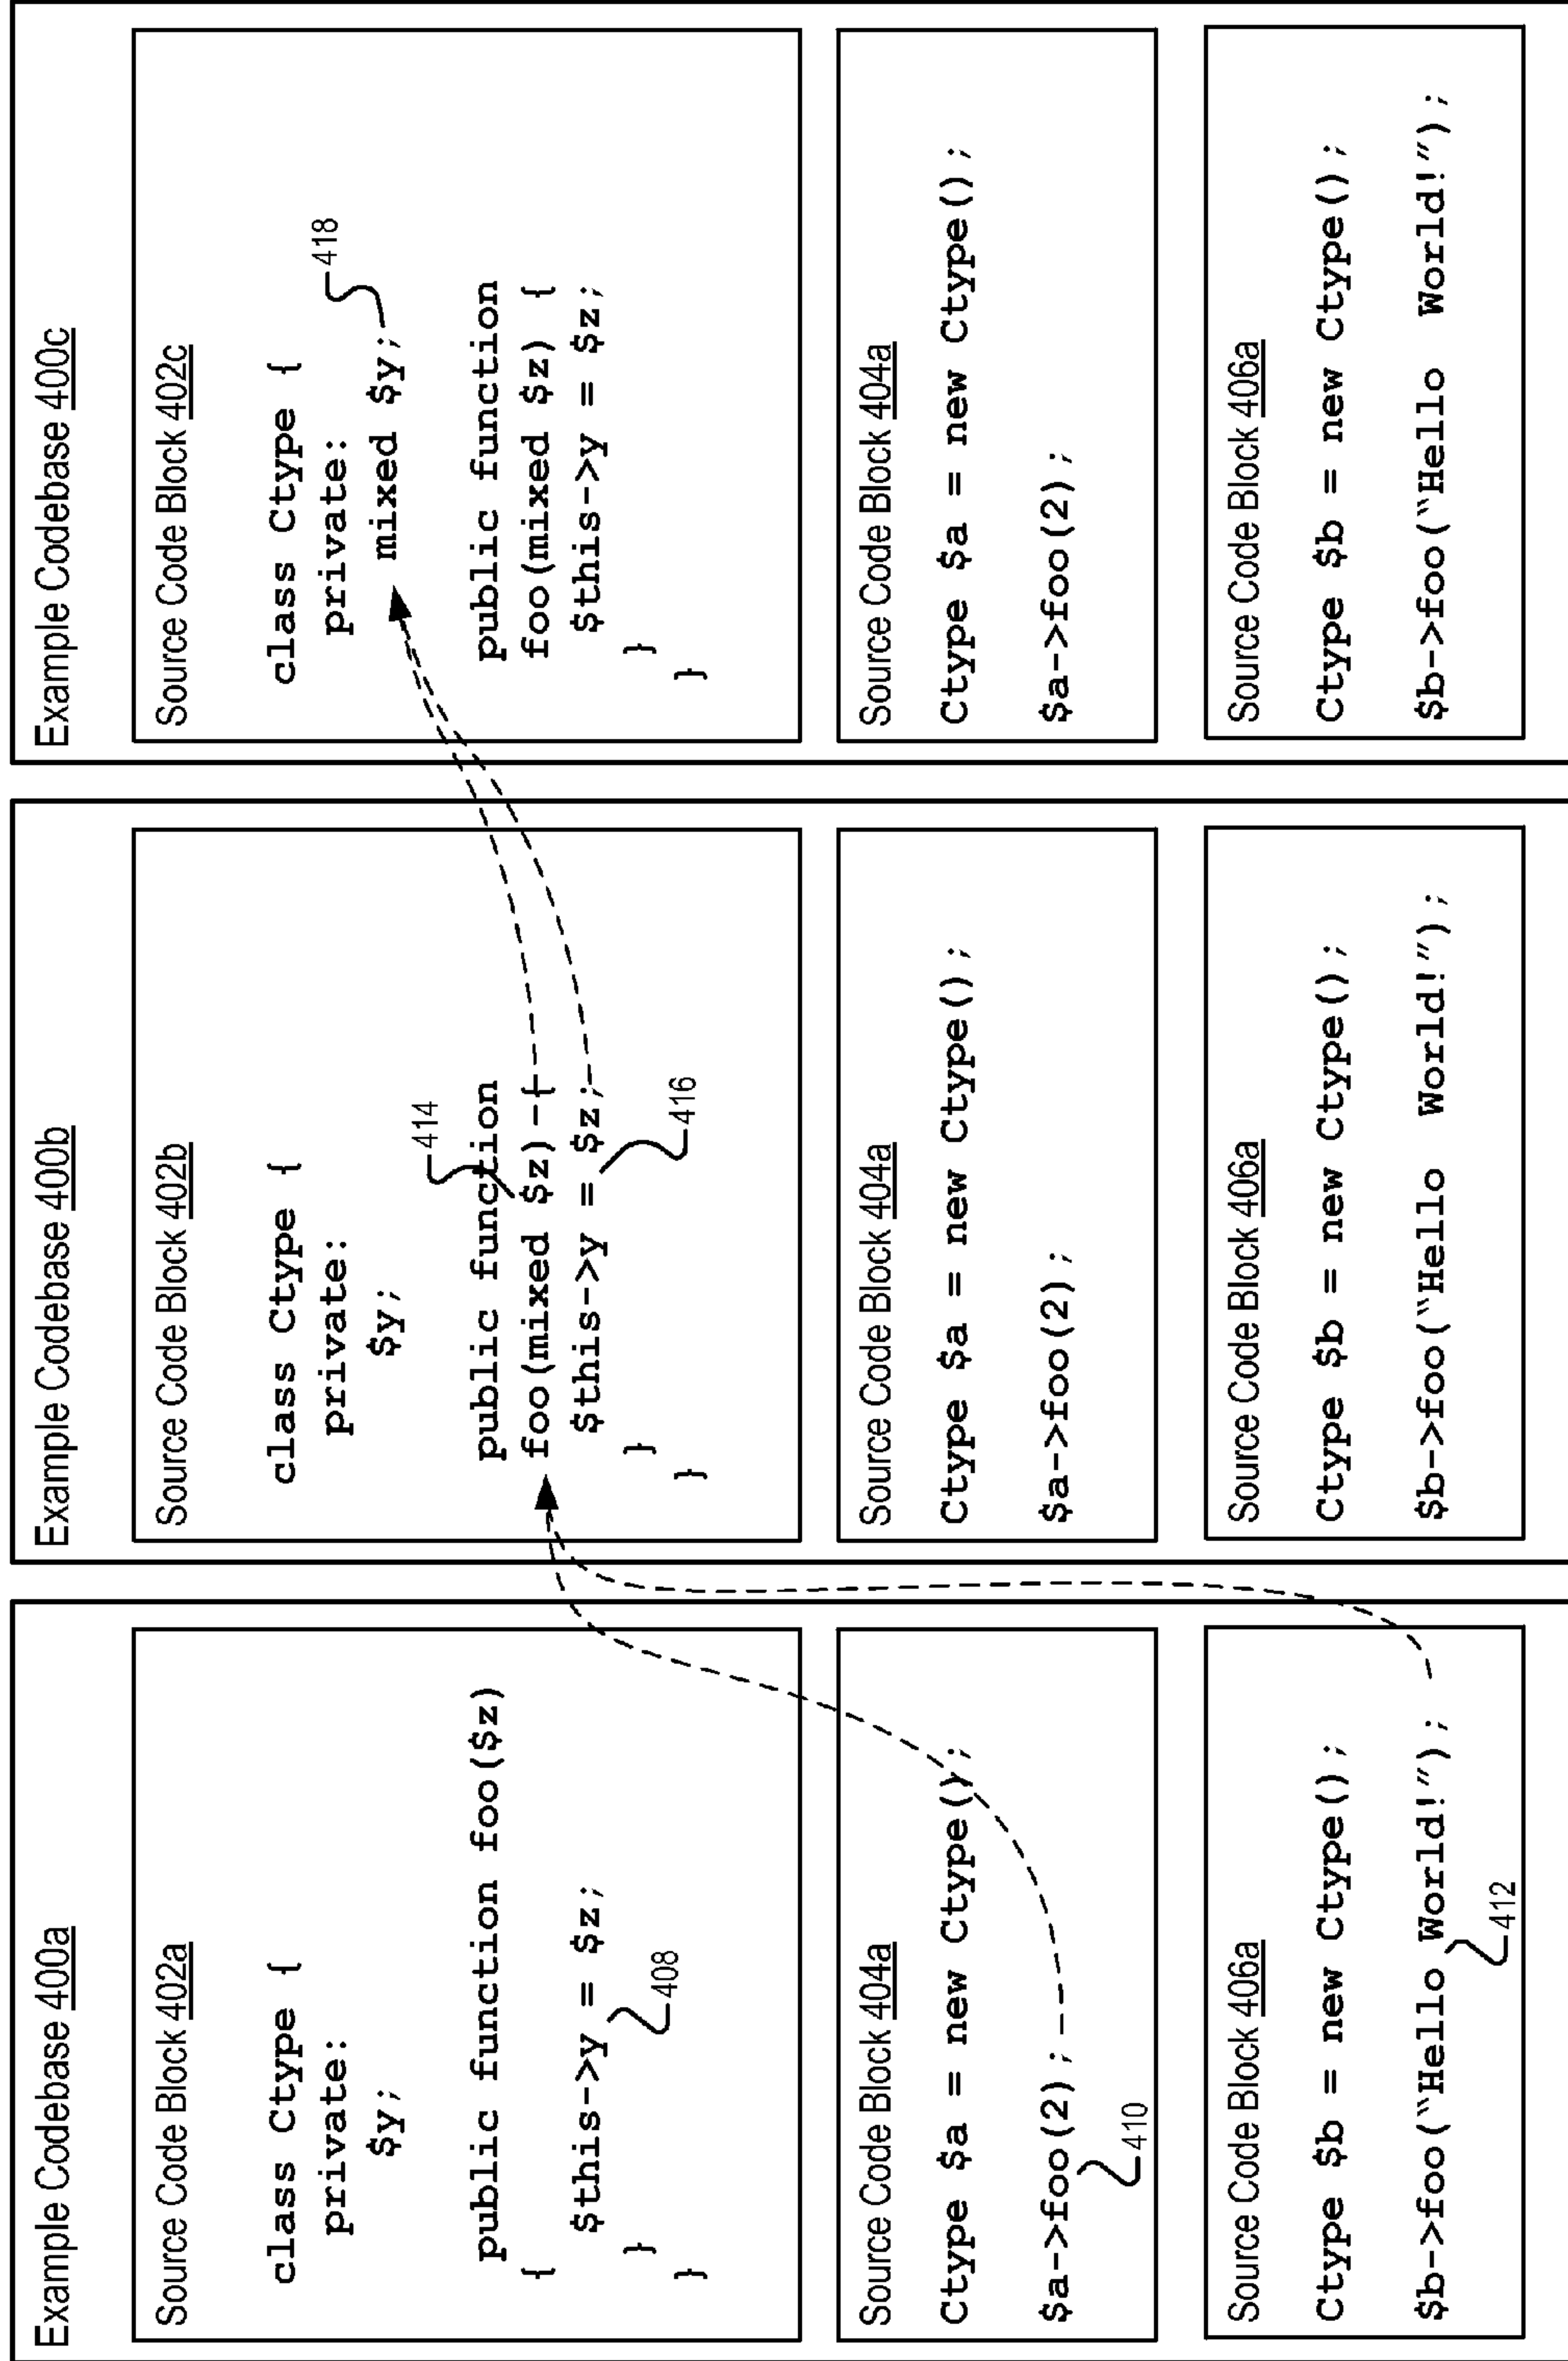 Example Codebase 400a
Source Code Block 402a
class Ctype {
private:
$y;
public function foo($z)
{
$this->y = $z;
408
}
}
Source Code Block 404a
Ctype $a = new Ctype();
$a->foo(2);
410
Source Code Block 406a
Ctype $b = new Ctype();
$b->foo(“Hello World!”);
412
Example Codebase 400b
Source Code Block 402b
class Ctype {
private:
$y;
414
public function
foo(mixed $z) {
$this->y = $z;
416
}
}
Source Code Block 404a
Ctype $a = new Ctype();
$a->foo(2);
Source Code Block 406a
Ctype $b = new Ctype();
$b->foo(“Hello World!”);
Example Codebase 400c
Source Code Block 402c
class Ctype {
private:
418
mixed $y;
public function
foo(mixed $z) {
$this->y = $z;
}
}
Source Code Block 404a
Ctype $a = new Ctype();
$a->foo(2);
Source Code Block 406a
Ctype $b = new Ctype();
$b->foo(“Hello World!”);